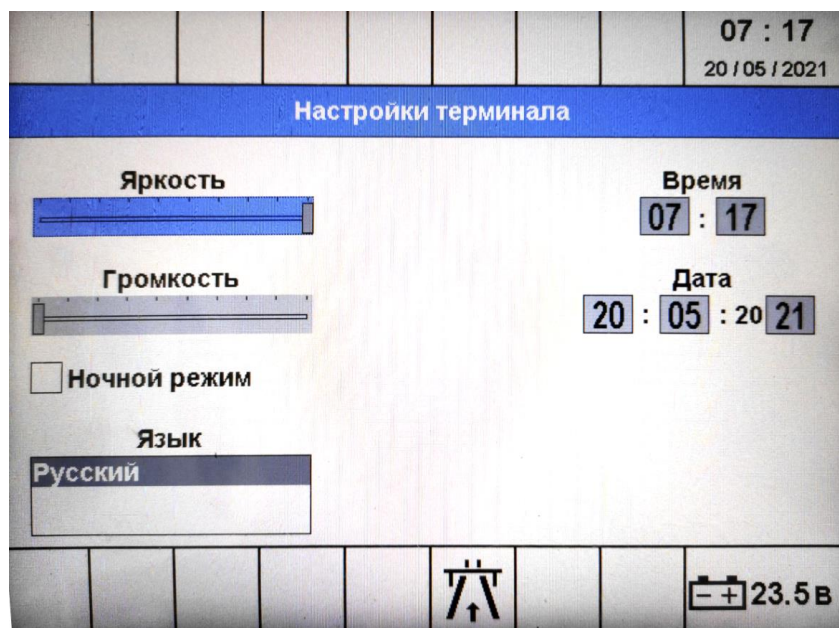 07 : 17
20 / 05 / 2021
Настройки терминала
Яркость
Время
07 : 17
Громкость
Дата
20 : 05 : 20 21
Ночной режим
Язык
Русский
- +
23.5 В